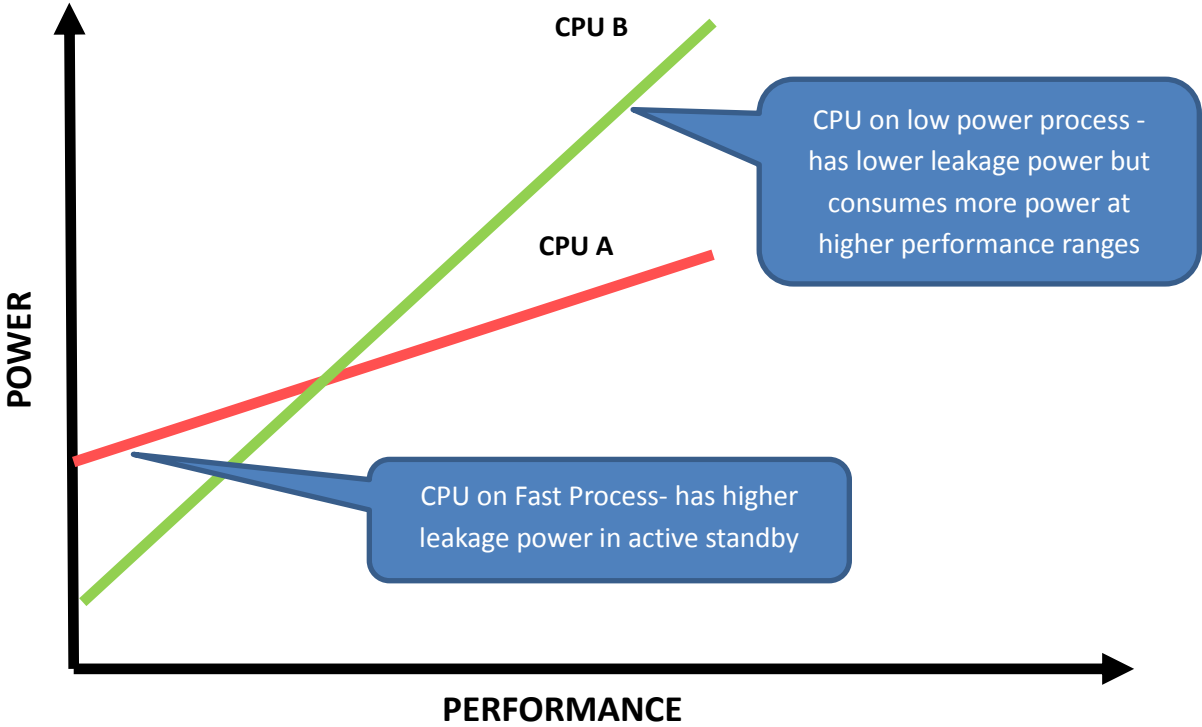 CPU B
CPU on low power process -
has lower leakage power but
consumes more power at
higher performance ranges
CPU A
POWER
CPU on Fast Process- has higher
leakage power in active standby
PERFORMANCE